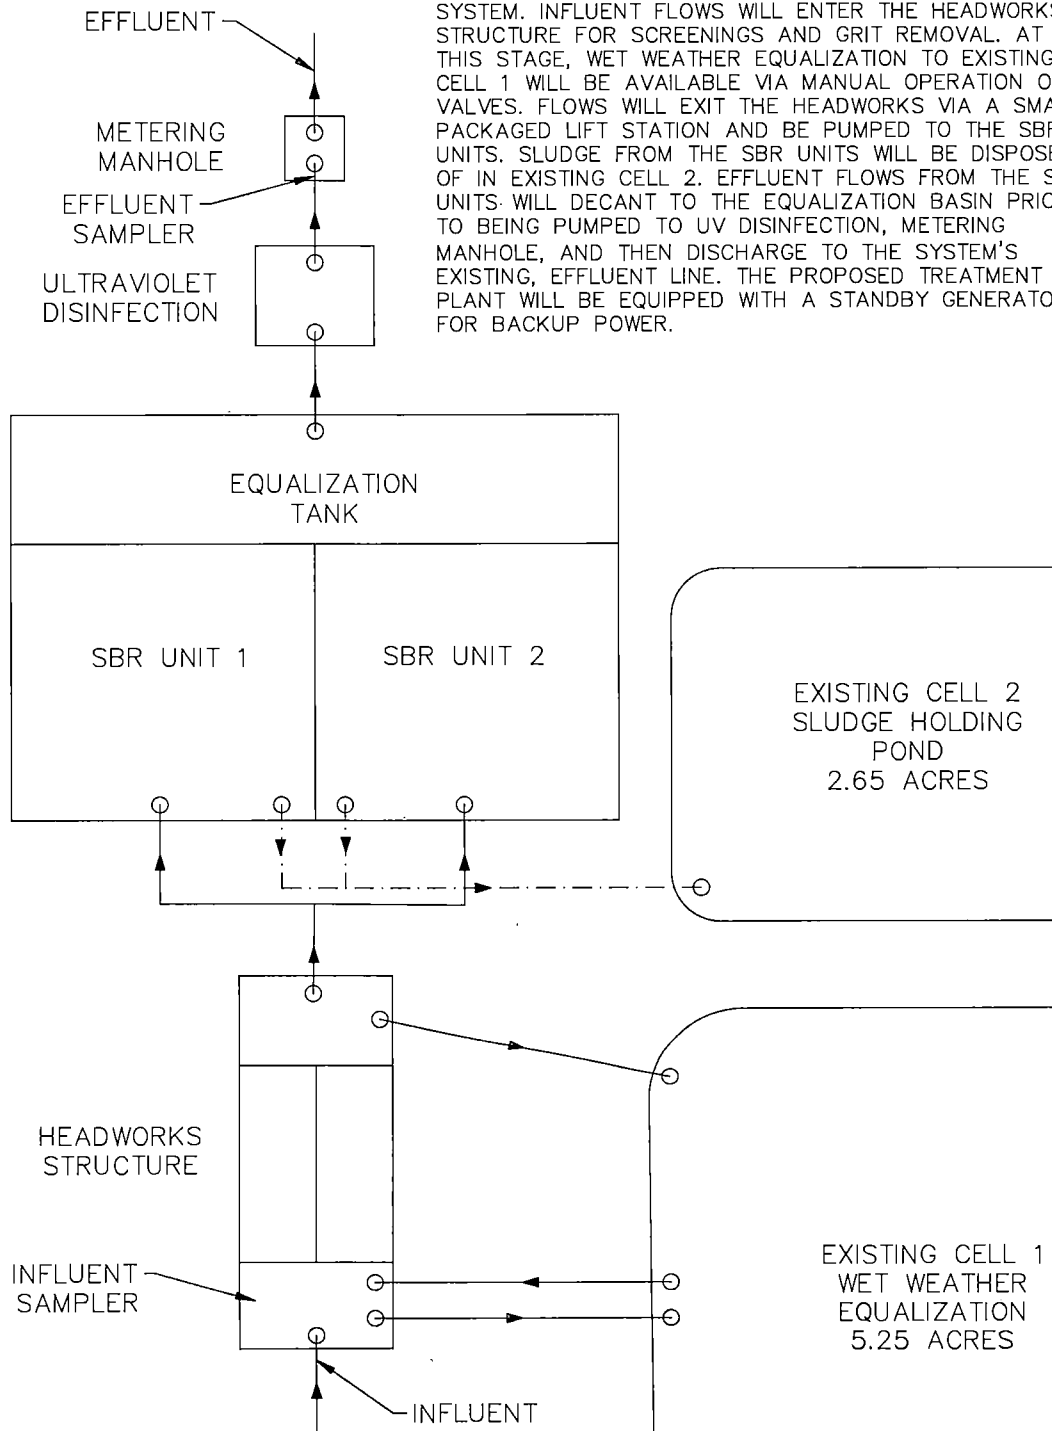 SYSTEM. INFLUENT FLOWS WILL ENTER THE HEADWORKS
STRUCTURE FOR SCREENINGS AND GRIT REMOVAL. AT
THIS STAGE, WET WEATHER EQUALIZATION TO EXISTING
CELL 1 WILL BE AVAILABLE VIA MANUAL OPERATION O
VALVES. FLOWS WILL EXIT THE HEADWORKS VIA A SMA
PACKAGED LIFT STATION AND BE PUMPED TO THE SBR
UNITS. SLUDGE FROM THE SBR UNITS WILL BE DISPOSE
OF IN EXISTING CELL 2. EFFLUENT FLOWS FROM THE S
UNITS WILL DECANT TO THE EQUALIZATION BASIN PRIO
TO BEING PUMPED TO UV DISINFECTION, METERING
MANHOLE, AND THEN DISCHARGE TO THE SYSTEM'S
EXISTING, EFFLUENT LINE. THE PROPOSED TREATMENT
PLANT WILL BE EQUIPPED WITH A STANDBY GENERATO
FOR BACKUP POWER.
EFFLUENT
METERING
MANHOLE
EFFLUENT
SAMPLER
ULTRAVIOLET
DISINFECTION
EQUALIZATION
TANK
SBR UNIT 1
SBR UNIT 2
EXISTING CELL 2
SLUDGE HOLDING
POND
2.65 ACRES
HEADWORKS
STRUCTURE
INFLUENT
SAMPLER
EXISTING CELL 1
WET WEATHER
EQUALIZATION
5.25 ACRES
INFLUENT